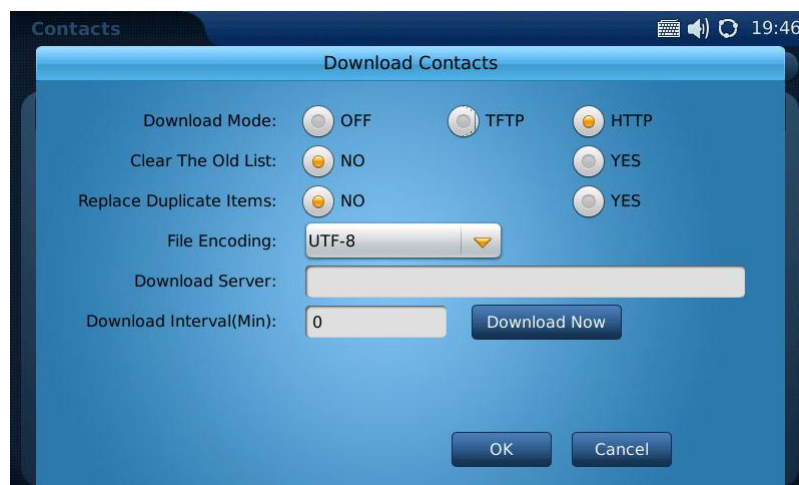 Contacts 19:46
Download Contacts
Download Mode: OFF TFTP HTTP
Clear The Old List: NO YES
Replace Duplicate Items: NO YES
File Encoding: UTF-8
Download Server:
Download Interval(Min): 0 Download Now
OK Cancel